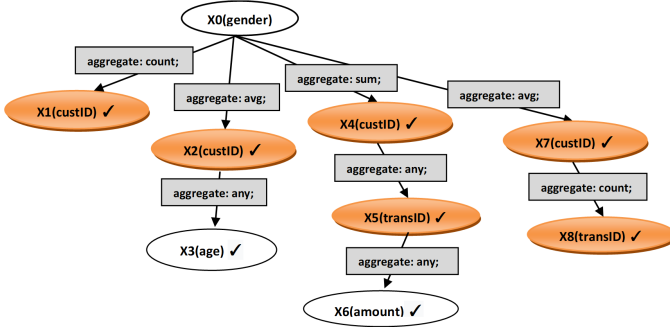 X0(gender)
aggregate: count;
aggregate: sum;
aggregate: avg;
aggregate: avg;
X1(custID) ✓
X4(custID) ✓
X2(custID) ✓
X7(custID) ✓
aggregate: any;
aggregate: any;
aggregate: count;
X5(transID) ✓
X3(age) ✓
X8(transID) ✓
aggregate: any;
X6(amount) ✓